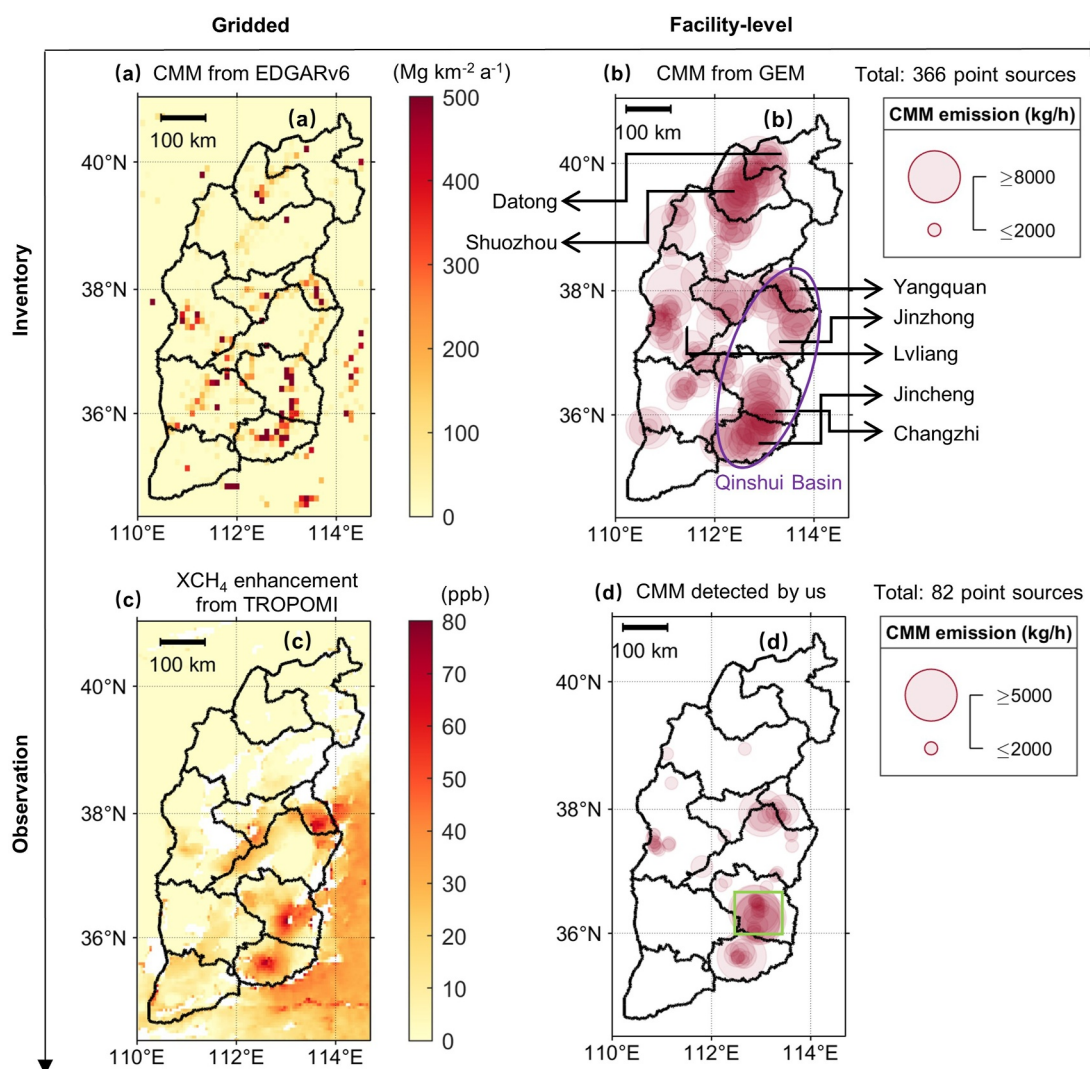 Gridded
Facility-level
Inventory
Observation
(a) CMM from EDGARv6
(Mg km⁻² a⁻¹)
(a)
100 km
40°N
38°N
36°N
110°E
112°E
114°E
500
400
300
200
100
0
(b) CMM from GEM
Total: 366 point sources
(b)
100 km
40°N
38°N
36°N
110°E
112°E
114°E
Datong
Shuozhou
Yangquan
Jinzhong
Lvliang
Jincheng
Changzhi
Qinshui Basin
CMM emission (kg/h)
≥8000
≤2000
(c)
XCH₄ enhancement
from TROPOMI
(ppb)
(c)
100 km
40°N
38°N
36°N
110°E
112°E
114°E
80
70
60
50
40
30
20
10
0
(d) CMM detected by us
Total: 82 point sources
(d)
100 km
40°N
38°N
36°N
110°E
112°E
114°E
CMM emission (kg/h)
≥5000
≤2000